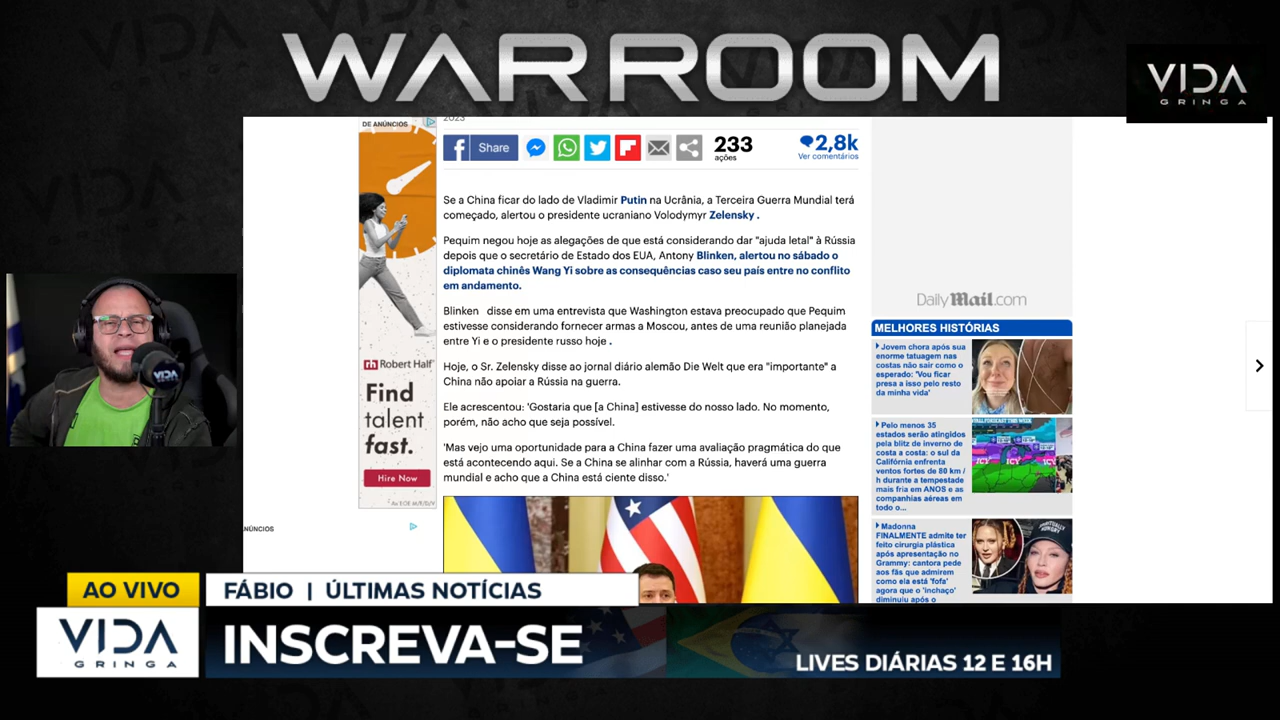 WARROOM
VIDA
GRINGA
DE ANÚNCIOS
2023
Share
233
ações
2,8k
Ver comentários
Se a China ficar do lado de Vladimir Putin na Ucrânia, a Terceira Guerra Mundial terá
começado, alertou o presidente ucraniano Volodymyr Zelensky .
Pequim negou hoje as alegações de que está considerando dar "ajuda letal" à Rússia
depois que o secretário de Estado dos EUA, Antony Blinken, alertou no sábado o
diplomata chinês Wang Yi sobre as consequências caso seu país entre no conflito
em andamento.
Blinken disse em uma entrevista que Washington estava preocupado que Pequim
estivesse considerando fornecer armas a Moscou, antes de uma reunião planejada
entre Yi e o presidente russo hoje .
Hoje, o Sr. Zelensky disse ao jornal diário alemão Die Welt que era "importante" a
China não apoiar a Rússia na guerra.
Ele acrescentou: 'Gostaria que [a China] estivesse do nosso lado. No momento,
porém, não acho que seja possível.
'Mas vejo uma oportunidade para a China fazer uma avaliação pragmática do que
está acontecendo aqui. Se a China se alinhar com a Rússia, haverá uma guerra
mundial e acho que a China está ciente disso.'
rh Robert Half
Find
talent
fast.
Hire Now
ANÚNCIOS
Daily Mail.com
MELHORES HISTÓRIAS
Jovem chora após sua
enorme tatuagem nas
costas não sair como o
esperado: 'Vou ficar
presa a isso pelo resto
da minha vida'
Pelo menos 35
estados serão atingidos
pela blitz de inverno de
costa a costa: o sul da
Califórnia enfrenta
ventos fortes de 80 km /
h durante a tempestade
mais fria em ANOS e as
companhias aéreas em
todo o...
ICY
ICY
Madonna
FINALMENTE admite ter
feito cirurgia plástica
após apresentação no
Grammy: cantora pede
aos fãs que admirem
como ela está 'fofa'
agora que o 'inchaço'
diminuiu após o
VIDA
AO VIVO
FÁBIO | ÚLTIMAS NOTÍCIAS
VIDA
GRINGA
INSCREVA-SE
LIVES DIÁRIAS 12 E 16H